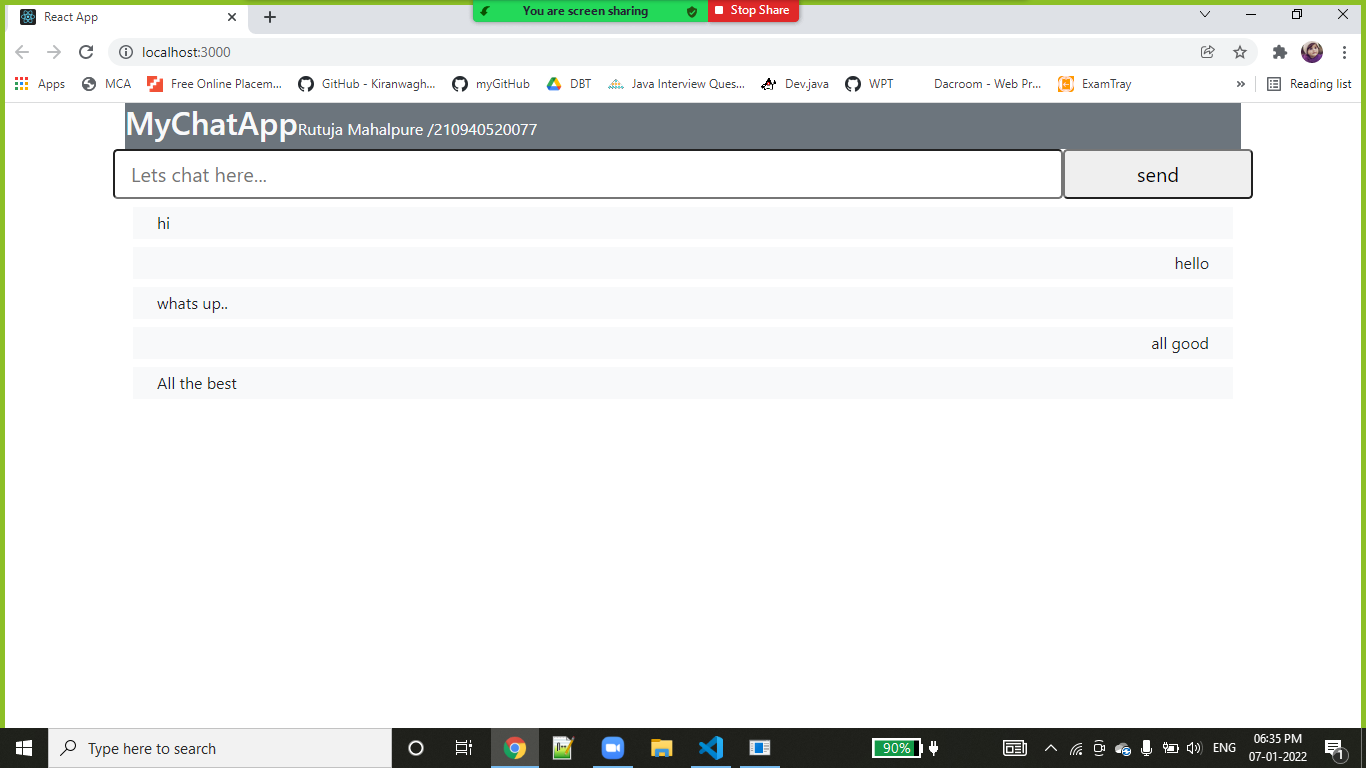 React App
You are screen sharing
Stop Share
localhost:3000
Apps MCA Free Online Placem... GitHub - Kiranwagh... myGitHub DBT Java Interview Ques... Dev.java WPT Dacroom - Web Pr... ExamTray » Reading list
MyChatApp Rutuja Mahalpure /210940520077
Lets chat here... send
hi
hello
whats up..
all good
All the best
Type here to search 90% ENG 06:35 PM
07-01-2022 1